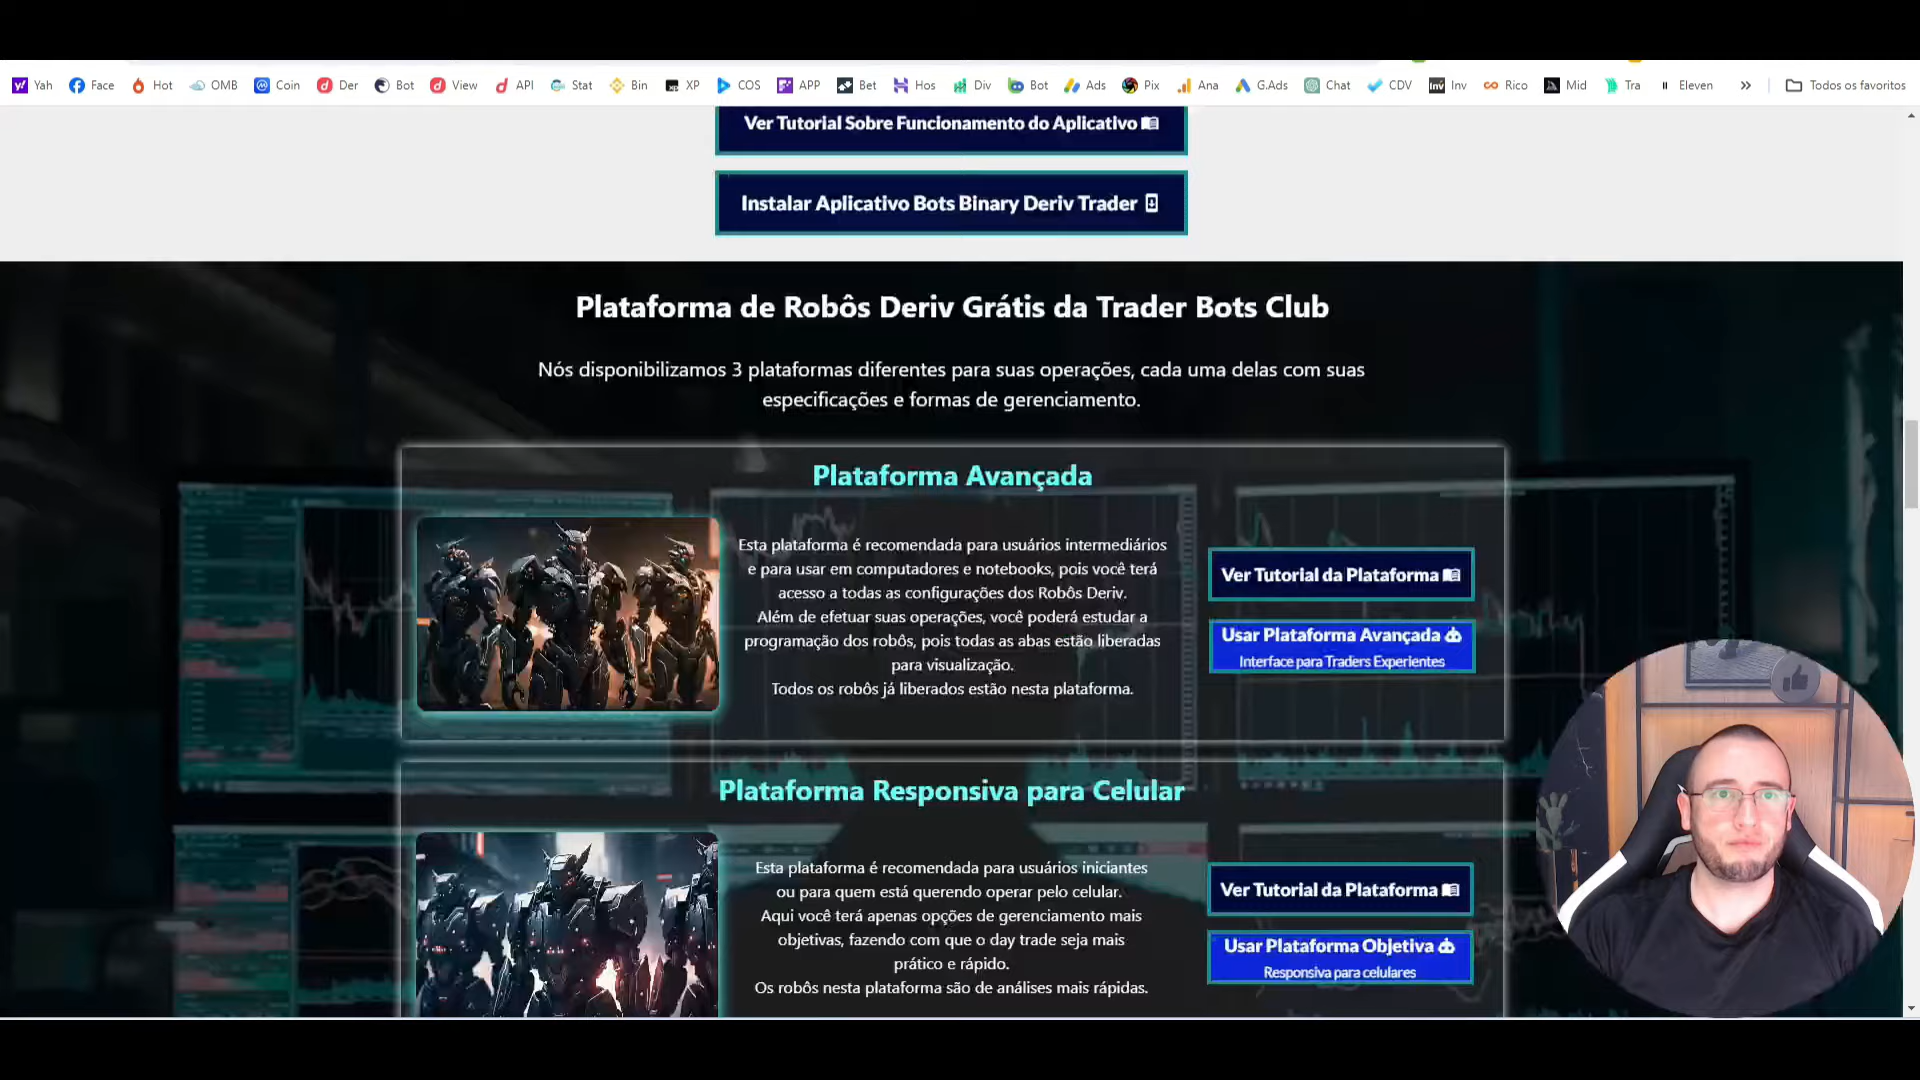 Yah Face Hot OMB Coin Der Bot View API Stat Bin XP COS APP Bet Hos Div Bot Ads Pix Ana G.Ads Chat CDV Inv Rico Mid Tra Eleven » Todos os favoritos
Ver Tutorial Sobre Funcionamento do Aplicativo
Instalar Aplicativo Bots Binary Deriv Trader
Plataforma de Robôs Deriv Grátis da Trader Bots Club
Nós disponibilizamos 3 plataformas diferentes para suas operações, cada uma delas com suas
especificações e formas de gerenciamento.
Plataforma Avançada
Esta plataforma é recomendada para usuários intermediários
e para usar em computadores e notebooks, pois você terá
acesso a todas as configurações dos Robôs Deriv.
Além de efetuar suas operações, você poderá estudar a
programação dos robôs, pois todas as abas estão liberadas
para visualização.
Todos os robôs já liberados estão nesta plataforma.
Ver Tutorial da Plataforma
Usar Plataforma Avançada
Interface para Traders Experientes
Plataforma Responsiva para Celular
Esta plataforma é recomendada para usuários iniciantes
ou para quem está querendo operar pelo celular.
Aqui você terá apenas opções de gerenciamento mais
objetivas, fazendo com que o day trade seja mais
prático e rápido.
Os robôs nesta plataforma são de análises mais rápidas.
Ver Tutorial da Plataforma
Usar Plataforma Objetiva
Responsiva para celulares